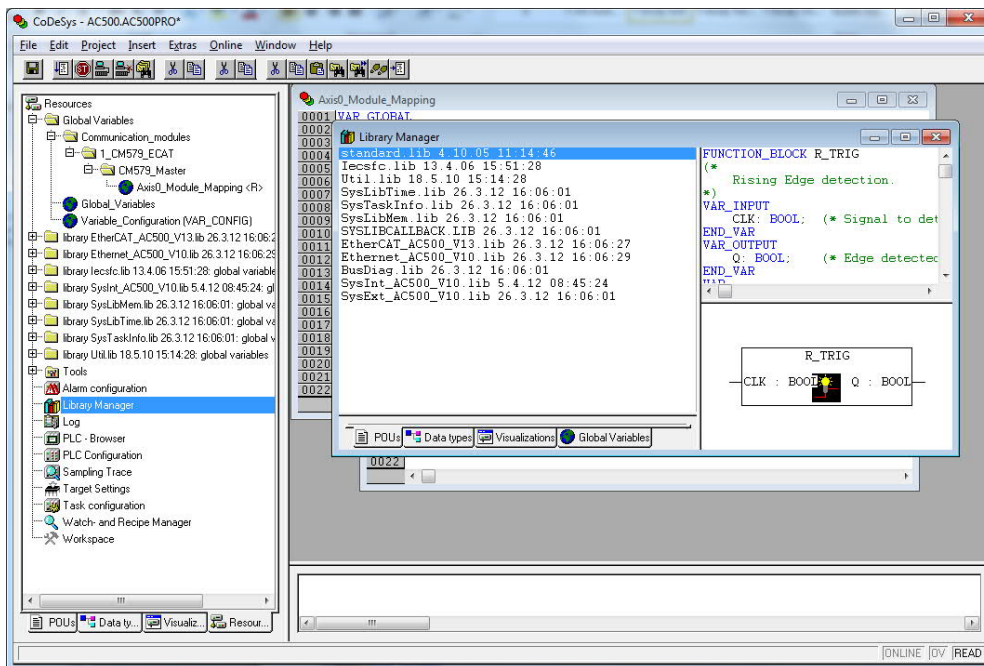 CoDeSys - AC500.AC500PRO*
File Edit Project Insert Extras Online Window Help
Resources
Global Variables
Communication_modules
1_CM579_ECAT
CM579_Master
Axis0_Module_Mapping <R>
Global_Variables
Variable_Configuration (VAR_CONFIG)
library EtherCAT_AC500_V13.lib 26.3.12 16:06:2
library Ethernet_AC500_V10.lib 26.3.12 16:06:29
library Iecsfc.lib 13.4.06 15:51:28: global variable
library SysInt_AC500_V10.lib 5.4.12 08:45:24: gl
library SysLibMem.lib 26.3.12 16:06:01: global va
library SysLibTime.lib 26.3.12 16:06:01: global va
library SysTaskInfo.lib 26.3.12 16:06:01: global v
library Util.lib 18.5.10 15:14:28: global variables
Tools
Alarm configuration
Library Manager
Log
PLC - Browser
PLC Configuration
Sampling Trace
Target Settings
Task configuration
Watch- and Recipe Manager
Workspace
POUs Data ty... Visualiz... Resour...
Axis0_Module_Mapping
0001 VAR_GLOBAL
0002
0003
0004
0005
0006
0007
0008
0009
0010
0011
0012
0013
0014
0015
0016
0017
0018
0019
0020
0021
0022
Library Manager
standard.lib 4.10.05 11:14:46
Iecsfc.lib 13.4.06 15:51:28
Util.lib 18.5.10 15:14:28
SysLibTime.lib 26.3.12 16:06:01
SysTaskInfo.lib 26.3.12 16:06:01
SysLibMem.lib 26.3.12 16:06:01
SYSLIBCALLBACK.LIB 26.3.12 16:06:01
EtherCAT_AC500_V13.lib 26.3.12 16:06:27
Ethernet_AC500_V10.lib 26.3.12 16:06:29
BusDiag.lib 26.3.12 16:06:01
SysInt_AC500_V10.lib 5.4.12 08:45:24
SysExt_AC500_V10.lib 26.3.12 16:06:01
POUs Data types Visualizations Global Variables
FUNCTION_BLOCK R_TRIG
(*
Rising Edge detection.
*)
VAR_INPUT
CLK: BOOL; (* Signal to det
END_VAR
VAR_OUTPUT
Q: BOOL; (* Edge detected
END_VAR
VAR
R_TRIG
CLK : BOOL Q : BOOL
0022
ONLINE OV READ